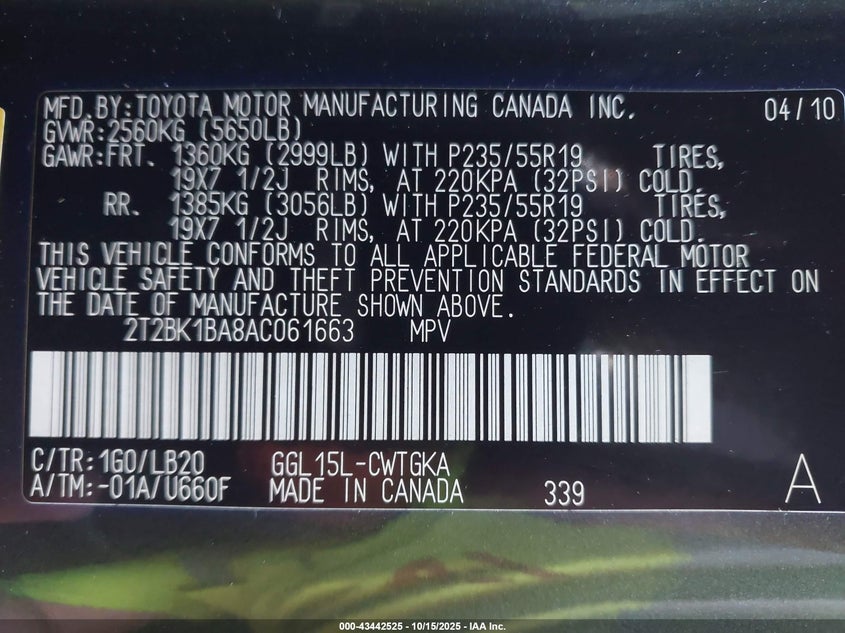 MFD.BY:TOYOTA MOTOR MANUFACTURING CANADA INC. 04/10
GVWR:2560KG (5650LB)
GAWR:FRT. 1360KG (2999LB) WITH P235/55R19 TIRES,
19X7 1/2J RIMS, AT 220KPA (32PSI) COLD.
RR. 1385KG (3056LB) WITH P235/55R19 TIRES,
19X7 1/2J RIMS, AT 220KPA (32PSI) COLD.
THIS VEHICLE CONFORMS TO ALL APPLICABLE FEDERAL MOTOR
VEHICLE SAFETY AND THEFT PREVENTION STANDARDS IN EFFECT ON
THE DATE OF MANUFACTURE SHOWN ABOVE.
2T2BK1BA8AC061663 MPV
C/TR:1G0/LB20 GGL15L-CWTGKA
A/TM:-01A/U660F MADE IN CANADA 339 A
000-43442525 - 10/15/2025 - IAA Inc.